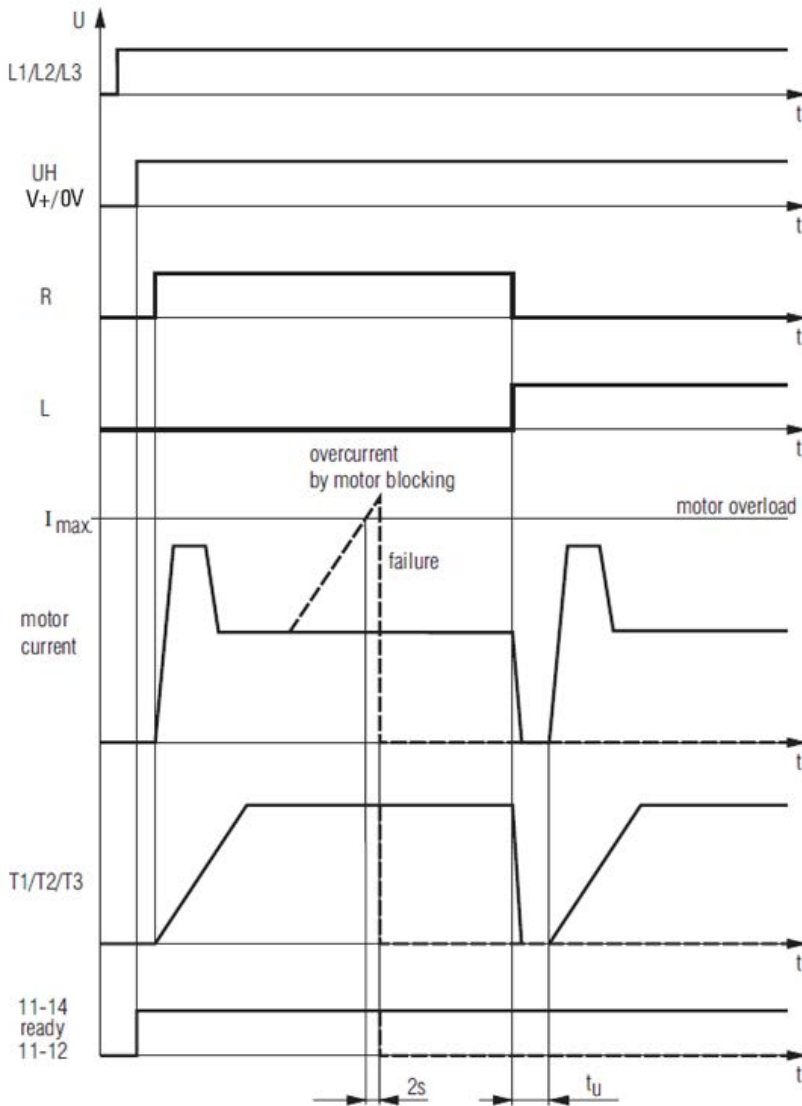 U
L1/L2/L3
t
UH
V+/0V
t
R
t
L
t
overcurrent
by motor blocking
motor overload
I max.
failure
motor
current
t
T1/T2/T3
t
11-14
ready
11-12
t
2s
tu